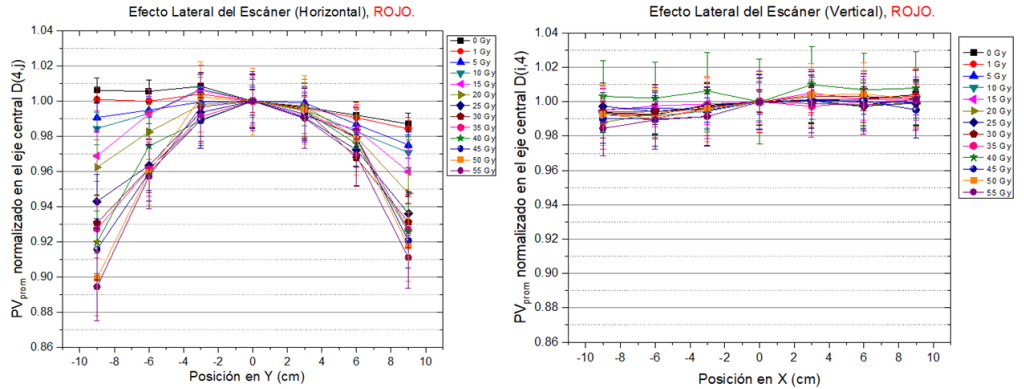 Efecto Lateral del Escáner (Horizontal), ROJO.
PVprom normalizado en el eje central D(4,j)
1.04
1.02
1.00
0.98
0.96
0.94
0.92
0.90
0.88
0.86
-10 -8 -6 -4 -2 0 2 4 6 8 10
Posición en Y (cm)
0 Gy
1 Gy
5 Gy
10 Gy
15 Gy
20 Gy
25 Gy
30 Gy
35 Gy
40 Gy
45 Gy
50 Gy
55 Gy
Efecto Lateral del Escáner (Vertical), ROJO.
PVprom normalizado en el eje central D(i,4)
1.04
1.02
1.00
0.98
0.96
0.94
0.92
0.90
0.88
0.86
-10 -8 -6 -4 -2 0 2 4 6 8 10
Posición en X (cm)
0 Gy
1 Gy
5 Gy
10 Gy
15 Gy
20 Gy
25 Gy
30 Gy
35 Gy
40 Gy
45 Gy
50 Gy
55 Gy